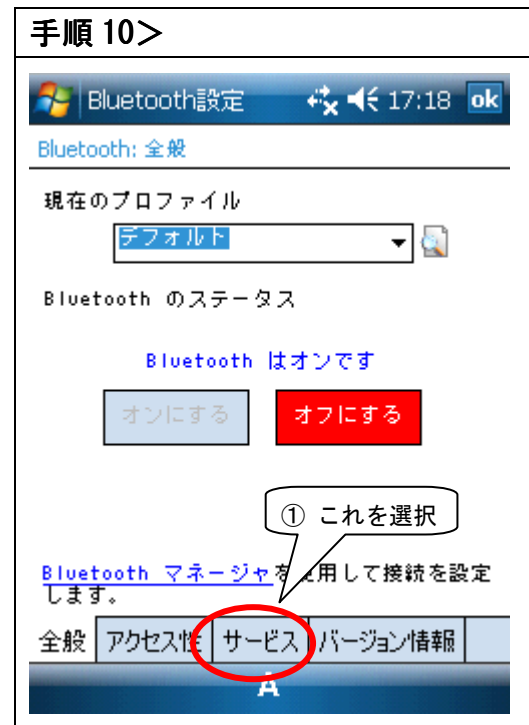 手順 10＞
Bluetooth設定 17:18 ok
Bluetooth: 全般
現在のプロファイル
デフォルト
Bluetooth のステータス
Bluetooth はオンです
オンにする オフにする
① これを選択
Bluetooth マネージャを使用して接続を設定
します。
全般 アクセス性 サービス バージョン情報
A